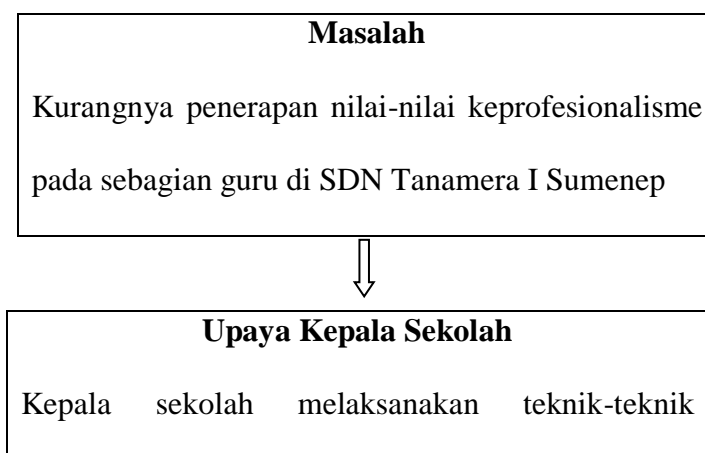 Masalah
Kurangnya penerapan nilai-nilai keprofesionalisme
pada sebagian guru di SDN Tanamera I Sumenep
Upaya Kepala Sekolah
Kepala sekolah melaksanakan teknik-teknik